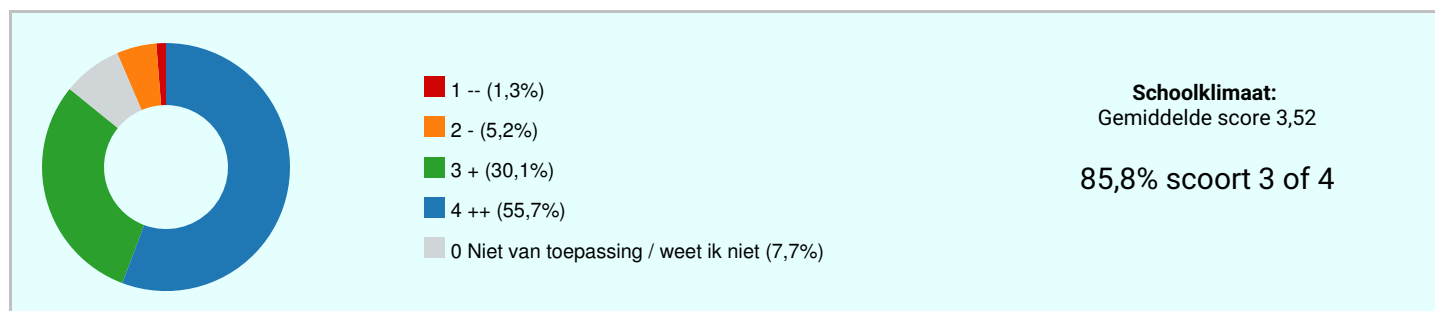 1 -- (1,3%)
2 - (5,2%)
3 + (30,1%)
4 ++ (55,7%)
0 Niet van toepassing / weet ik niet (7,7%)
Schoolklimaat:
Gemiddelde score 3,52
85,8% scoort 3 of 4